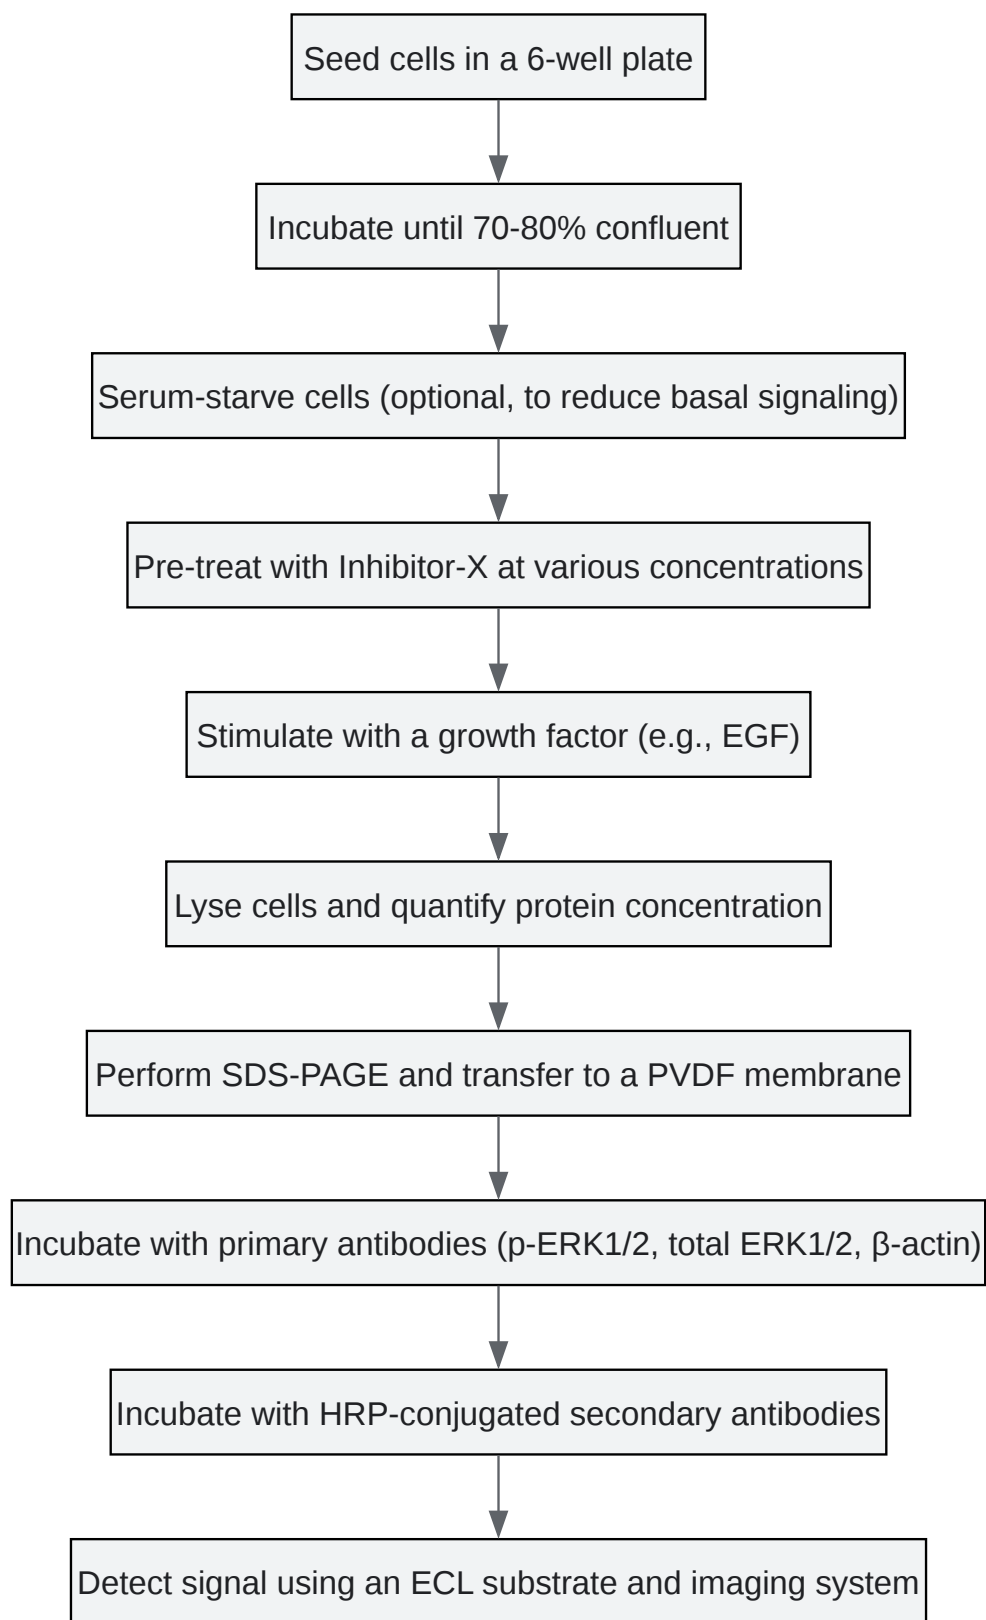 Seed cells in a 6-well plate
Incubate until 70-80% confluent
Serum-starve cells (optional, to reduce basal signaling)
Pre-treat with Inhibitor-X at various concentrations
Stimulate with a growth factor (e.g., EGF)
Lyse cells and quantify protein concentration
Perform SDS-PAGE and transfer to a PVDF membrane
Incubate with primary antibodies (p-ERK1/2, total ERK1/2, β-actin)
Incubate with HRP-conjugated secondary antibodies
Detect signal using an ECL substrate and imaging system